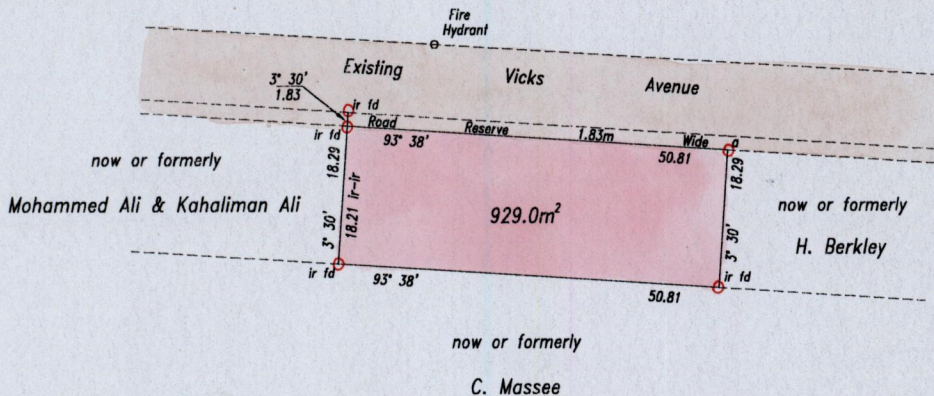 Fire
Hydrant
Existing Vicks Avenue
3° 30'
1.83
ir fd
ir fd
Road Reserve 1.83m Wide
a
93° 38'
50.81
now or formerly
Mohammed Ali & Kahaliman Ali
18.29
3° 30'
18.21 ir-ir
929.0m²
18.29
3° 30'
now or formerly
H. Berkley
ir fd
93° 38'
50.81
ir fd
now or formerly
C. Massee